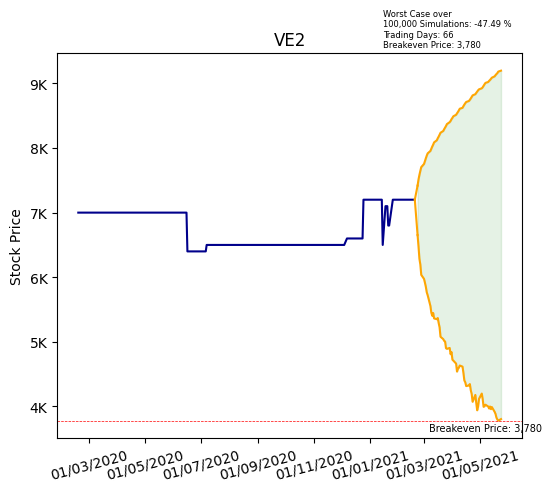 Worst Case over
100,000 Simulations: -47.49 %
Trading Days: 66
Breakeven Price: 3,780
VE2
Stock Price
9K
8K
7K
6K
5K
4K
Breakeven Price: 3,780
01/03/2020
01/05/2020
01/07/2020
01/09/2020
01/11/2020
01/01/2021
01/03/2021
01/05/2021